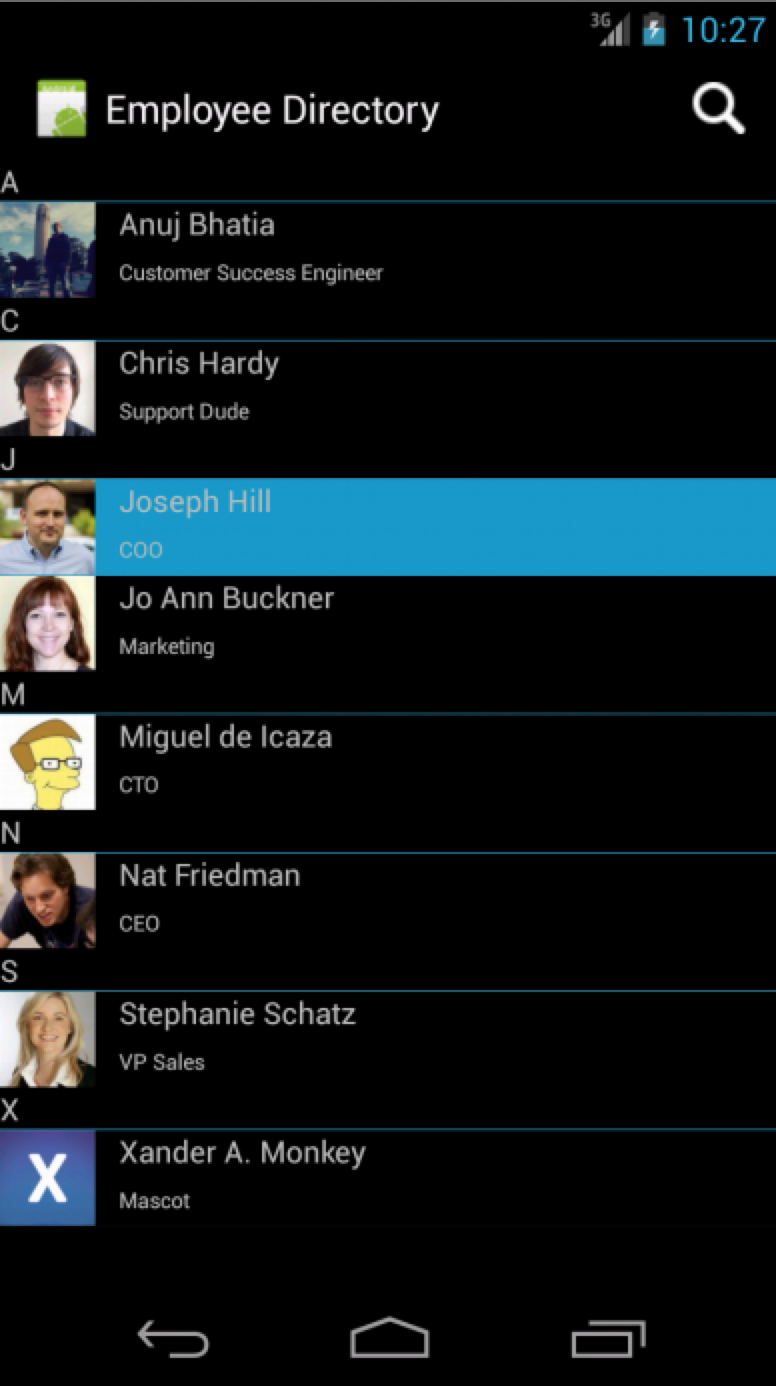 3G
10:27
Employee Directory
A
Anuj Bhatia
Customer Success Engineer
C
Chris Hardy
Support Dude
J
Joseph Hill
COO
Jo Ann Buckner
Marketing
M
Miguel de Icaza
CTO
N
Nat Friedman
CEO
S
Stephanie Schatz
VP Sales
X
Xander A. Monkey
X
Mascot